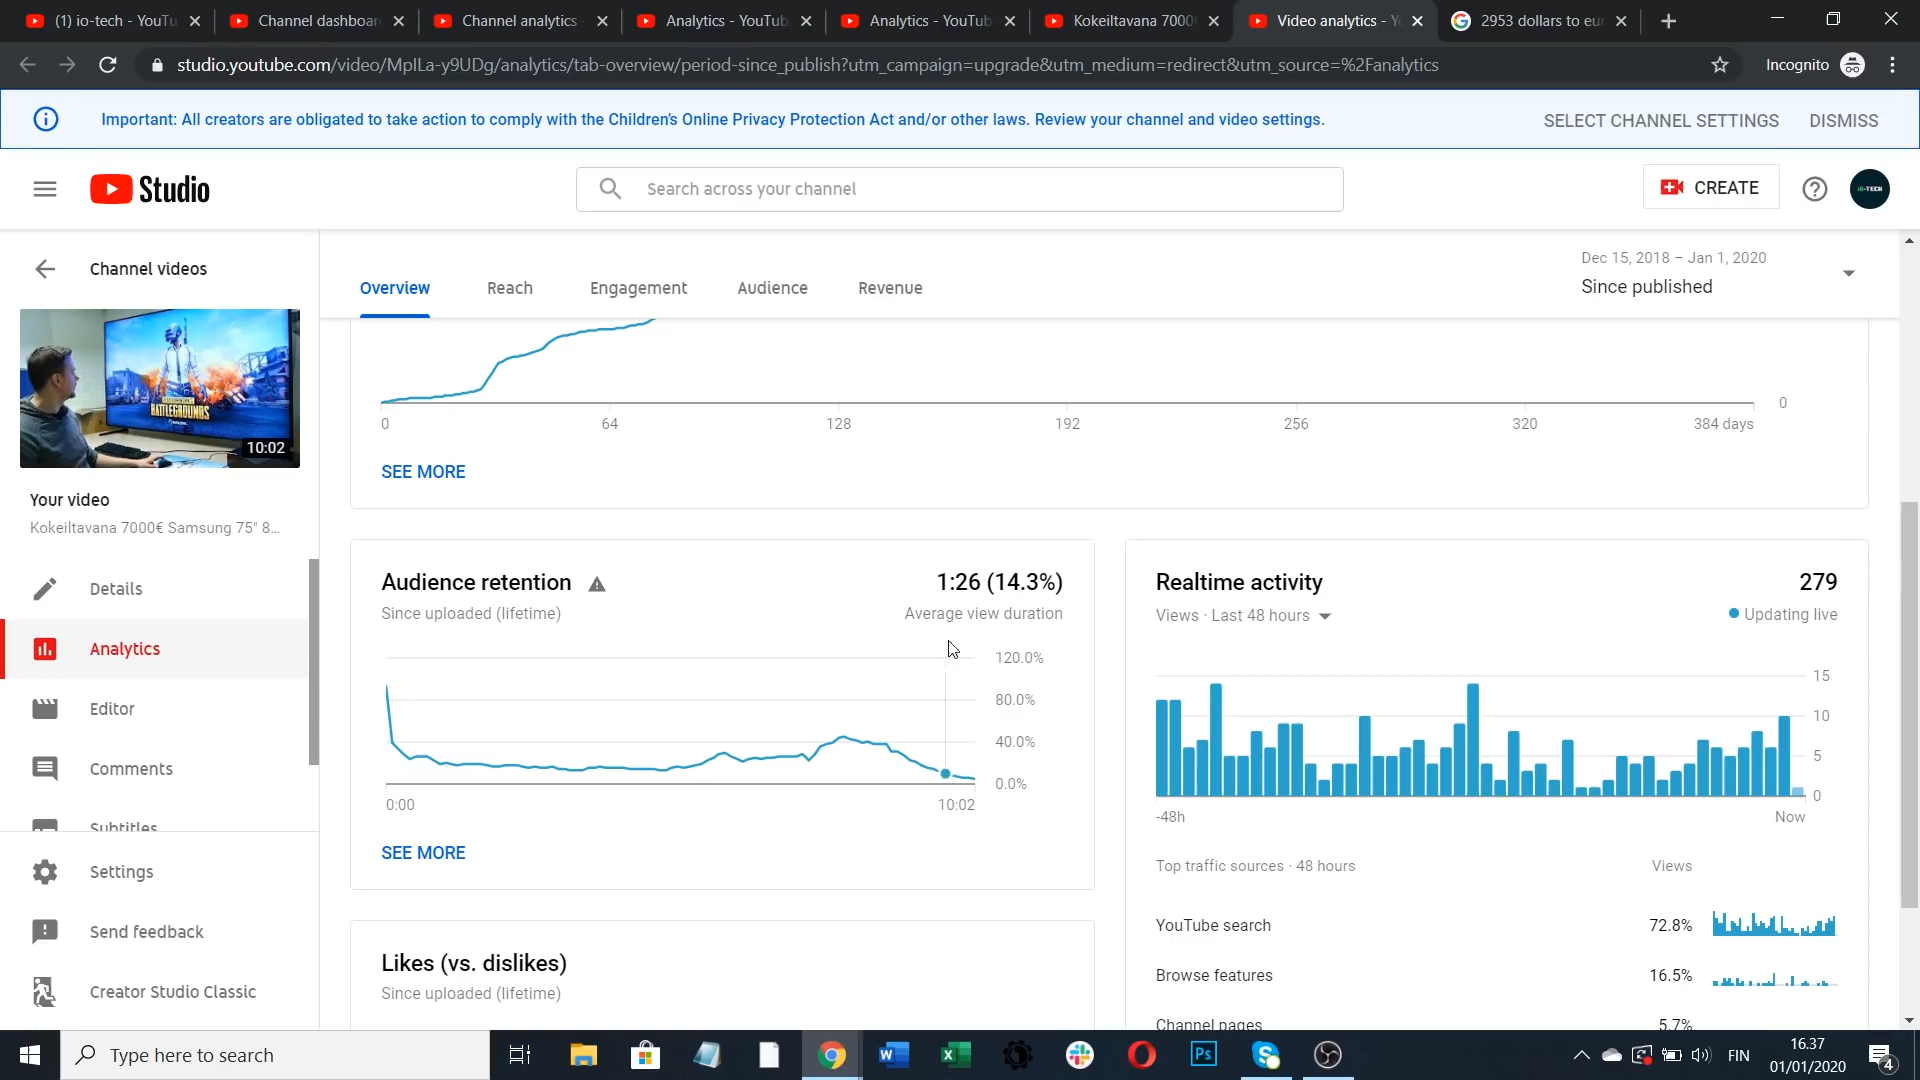 (1) io-tech - YouTu
Channel dashboar
Channel analytics
Analytics - YouTub
Analytics - YouTub
Kokeiltavana 7000
Video analytics - Y
2953 dollars to eur
studio.youtube.com/video/MpILa-y9UDg/analytics/tab-overview/period-since_publish?utm_campaign=upgrade&utm_medium=redirect&utm_source=%2Fanalytics
Incognito
Important: All creators are obligated to take action to comply with the Children's Online Privacy Protection Act and/or other laws. Review your channel and video settings.
SELECT CHANNEL SETTINGS
DISMISS
Studio
Search across your channel
CREATE
iO-TECH
Channel videos
BATTLEGROUNDS
10:02
Your video
Kokeiltavana 7000€ Samsung 75" 8...
Details
Analytics
Editor
Comments
Subtitles
Settings
Send feedback
Creator Studio Classic
Overview
Reach
Engagement
Audience
Revenue
Dec 15, 2018 – Jan 1, 2020
Since published
0
0
64
128
192
256
320
384 days
SEE MORE
Audience retention
1:26 (14.3%)
Since uploaded (lifetime)
Average view duration
120.0%
80.0%
40.0%
0.0%
0:00
10:02
SEE MORE
Likes (vs. dislikes)
Since uploaded (lifetime)
Realtime activity
279
Views · Last 48 hours
Updating live
15
10
5
0
-48h
Now
Top traffic sources · 48 hours
Views
YouTube search
72.8%
Browse features
16.5%
Channel pages
5.7%
Type here to search
Ps
FIN
16.37
01/01/2020
4